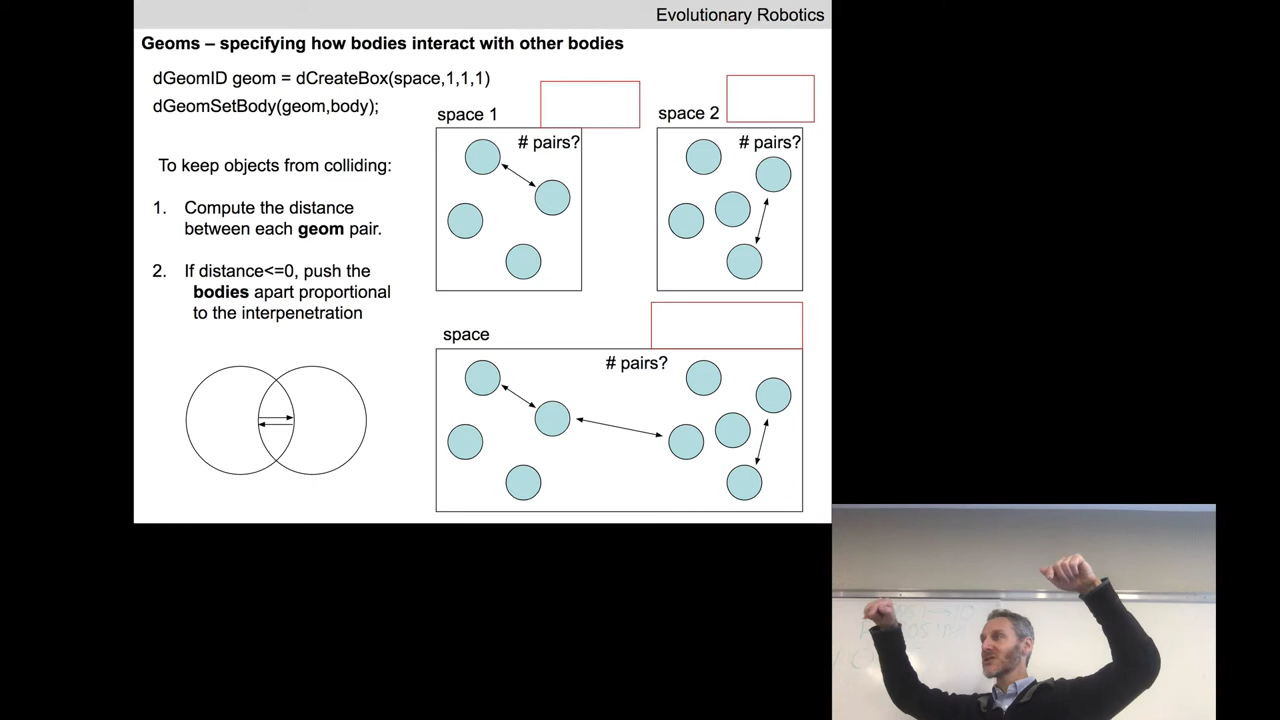 Evolutionary Robotics
Geoms – specifying how bodies interact with other bodies
dGeomID geom = dCreateBox(space,1,1,1)
dGeomSetBody(geom,body);
To keep objects from colliding:
1. Compute the distance
between each geom pair.
2. If distance<=0, push the
bodies apart proportional
to the interpenetration
space 1
# pairs?
space 2
# pairs?
space
# pairs?